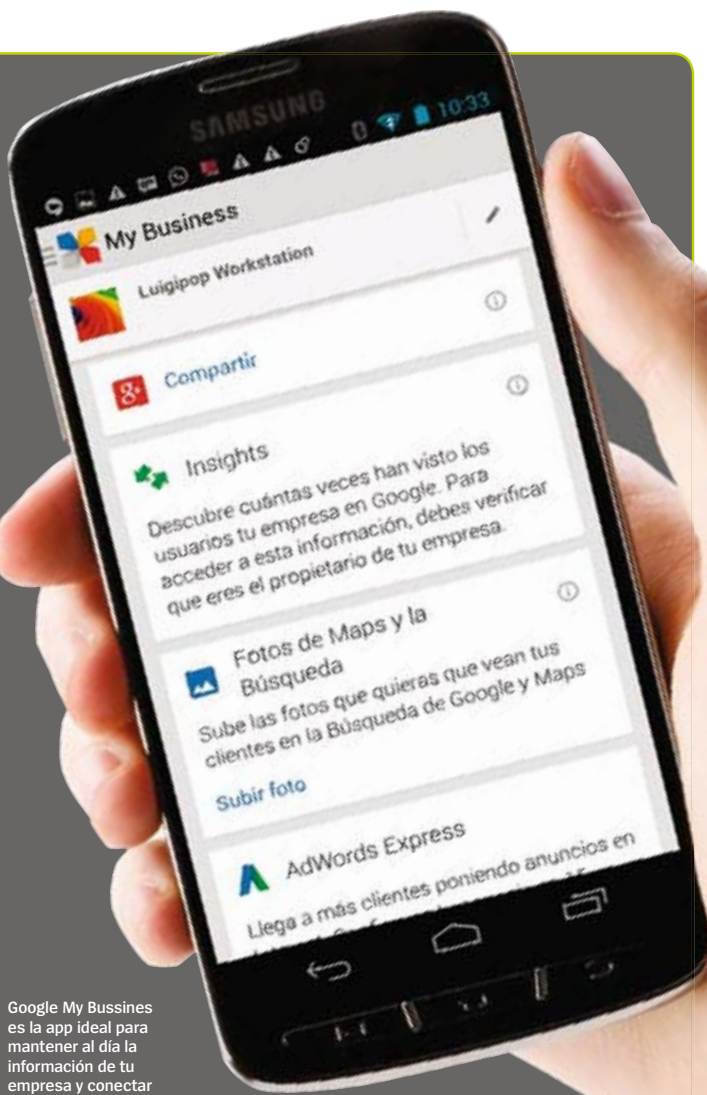 SAMSUNG
10:33
My Business
Luigipop Workstation
g+
Compartir
Insights
Descubre cuántas veces han visto los
usuarios tu empresa en Google. Para
acceder a esta información, debes verificar
que eres el propietario de tu empresa.
Fotos de Maps y la
Búsqueda
Sube las fotos que quieras que vean tus
clientes en la Búsqueda de Google y Maps
Subir foto
AdWords Express
Llega a más clientes poniendo anuncios en
Google My Bussines
es la app ideal para
mantener al día la
información de tu
empresa y conectar